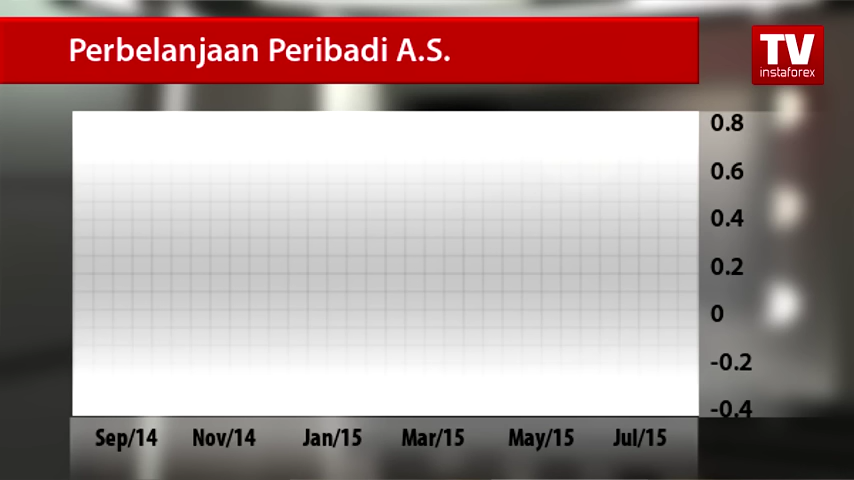 Perbelanjaan Peribadi A.S.
TV
instaforex
0.8
0.6
0.4
0.2
0
-0.2
-0.4
Sep/14 Nov/14 Jan/15 Mar/15 May/15 Jul/15